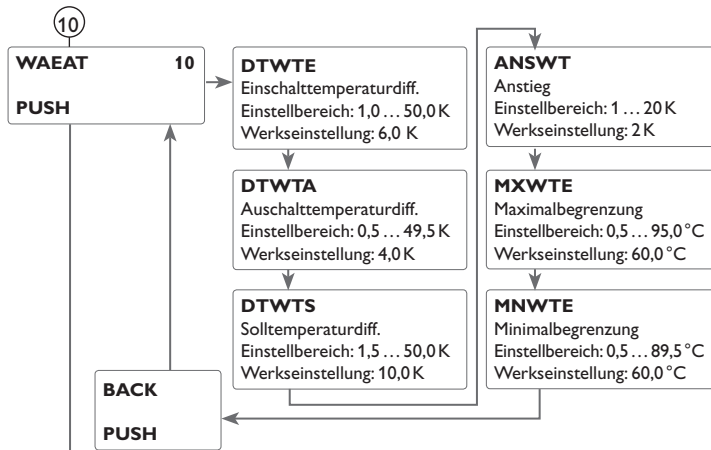 10
WAEAT 10
PUSH
DTWTE
Einschalttemperaturdiff.
Einstellbereich: 1,0 … 50,0 K
Werkseinstellung: 6,0 K
DTWTA
Auschalttemperaturdiff.
Einstellbereich: 0,5 … 49,5 K
Werkseinstellung: 4,0 K
DTWTS
Solltemperaturdiff.
Einstellbereich: 1,5 … 50,0 K
Werkseinstellung: 10,0 K
ANSWT
Anstieg
Einstellbereich: 1 … 20 K
Werkseinstellung: 2 K
MXWTE
Maximalbegrenzung
Einstellbereich: 0,5 … 95,0 °C
Werkseinstellung: 60,0 °C
MNWTE
Minimalbegrenzung
Einstellbereich: 0,5 … 89,5 °C
Werkseinstellung: 60,0 °C
BACK
PUSH